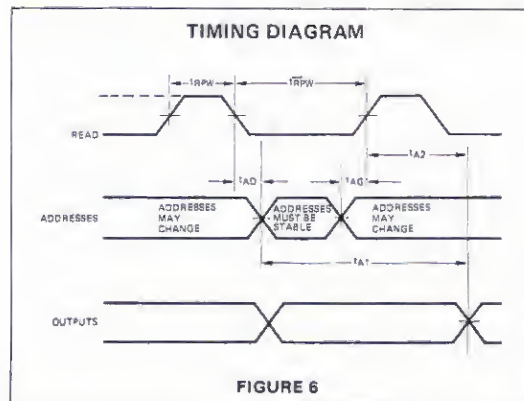 TIMING DIAGRAM
tRPW
tRPW
READ
tA2
tAD
tAG
ADDRESSES
ADDRESSES MAY CHANGE
ADDRESSES MUST BE STABLE
ADDRESSES MAY CHANGE
tA1
OUTPUTS
FIGURE 6